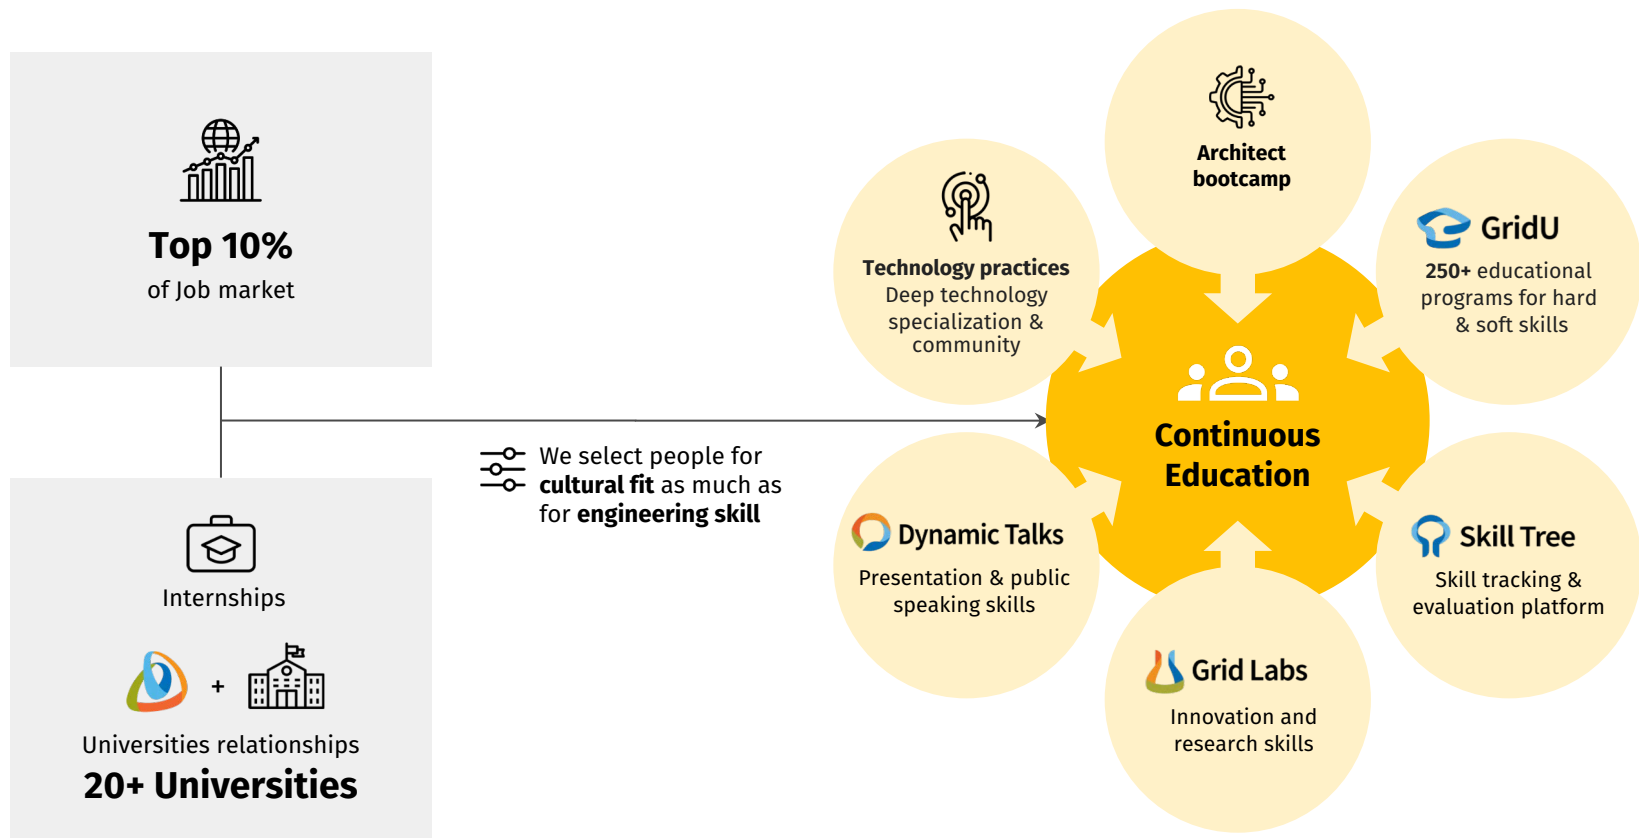 Top 10%
of Job market
Internships
+
Universities relationships
20+ Universities
We select people for
cultural fit as much as
for engineering skill
Architect
bootcamp
Technology practices
Deep technology
specialization &
community
GridU
250+ educational
programs for hard
& soft skills
Continuous
Education
Dynamic Talks
Presentation & public
speaking skills
Skill Tree
Skill tracking &
evaluation platform
Grid Labs
Innovation and
research skills